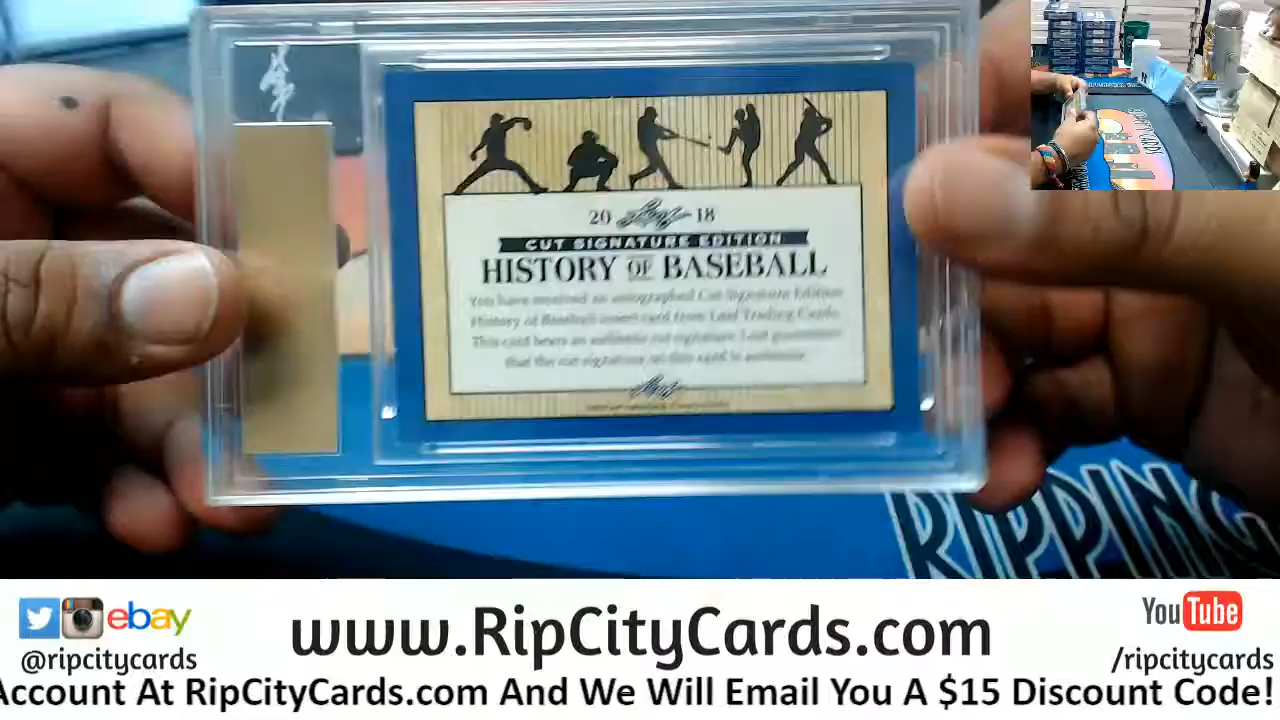 20 Leaf 18
CUT SIGNATURE EDITION
HISTORY OF BASEBALL
You have received an autographed Cut Signature Edition
History of Baseball insert card from Leaf Trading Cards.
This card bears an authentic cut signature. Leaf guarantees
that the cut signature on this card is authentic.
Leaf
RIPPING
ebay
www.RipCityCards.com
YouTube
@ripcitycards
/ripcitycards
Account At RipCityCards.com And We Will Email You A $15 Discount Code!